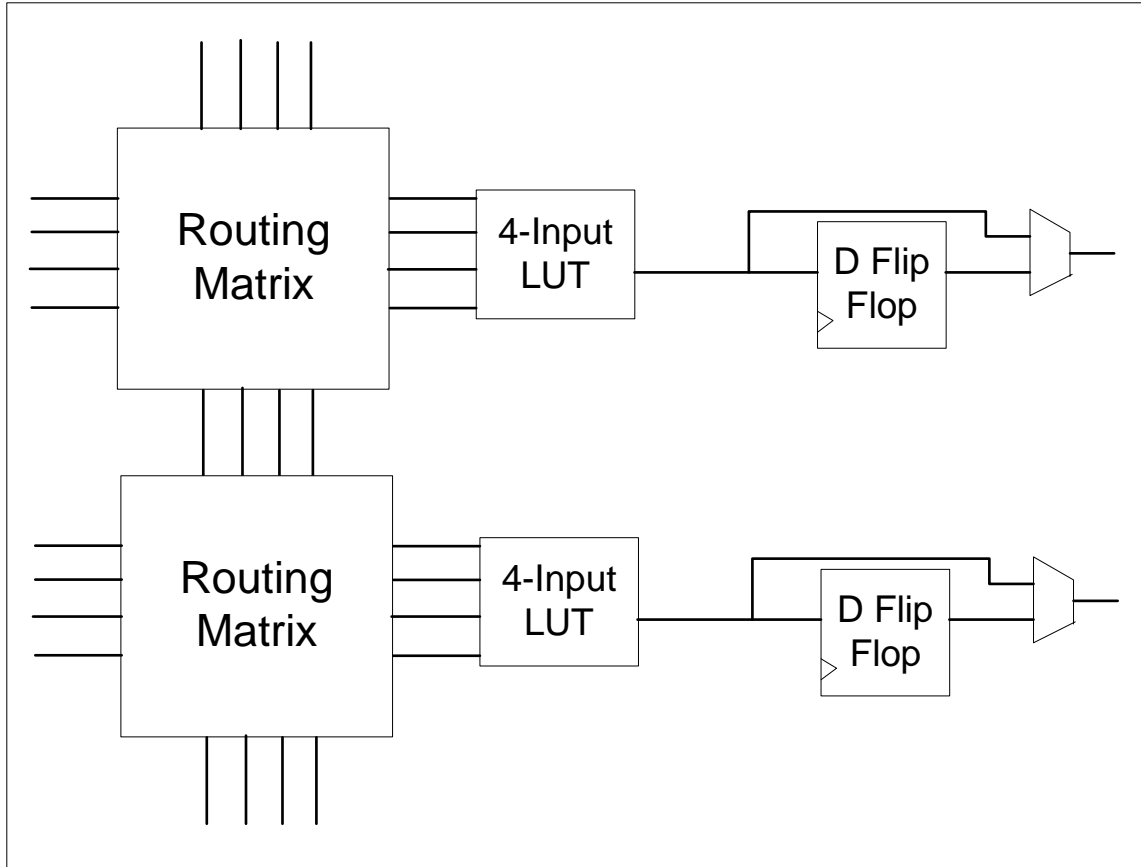 Routing
Matrix
4-Input
LUT
D Flip
Flop
Routing
Matrix
4-Input
LUT
D Flip
Flop